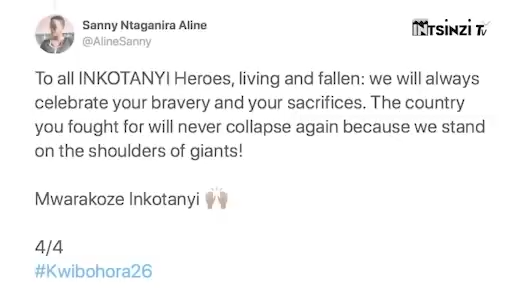 Sanny Ntaganira Aline
@AlineSanny
INTSINZI TV
To all INKOTANYI Heroes, living and fallen: we will always
celebrate your bravery and your sacrifices. The country
you fought for will never collapse again because we stand
on the shoulders of giants!
Mwarakoze Inkotanyi 🙌🏽
4/4
#Kwibohora26